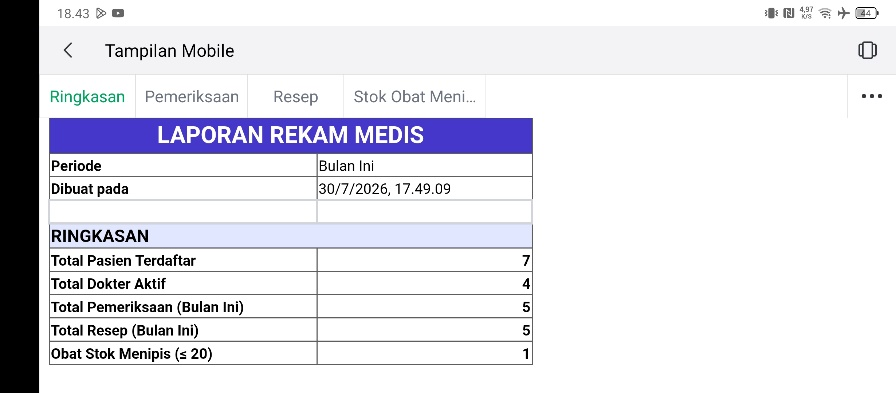 18.43
4,97 K/S
44
Tampilan Mobile
Ringkasan Pemeriksaan Resep Stok Obat Meni...
LAPORAN REKAM MEDIS
Periode Bulan Ini
Dibuat pada 30/7/2026, 17.49.09
RINGKASAN
Total Pasien Terdaftar 7
Total Dokter Aktif 4
Total Pemeriksaan (Bulan Ini) 5
Total Resep (Bulan Ini) 5
Obat Stok Menipis (≤ 20) 1